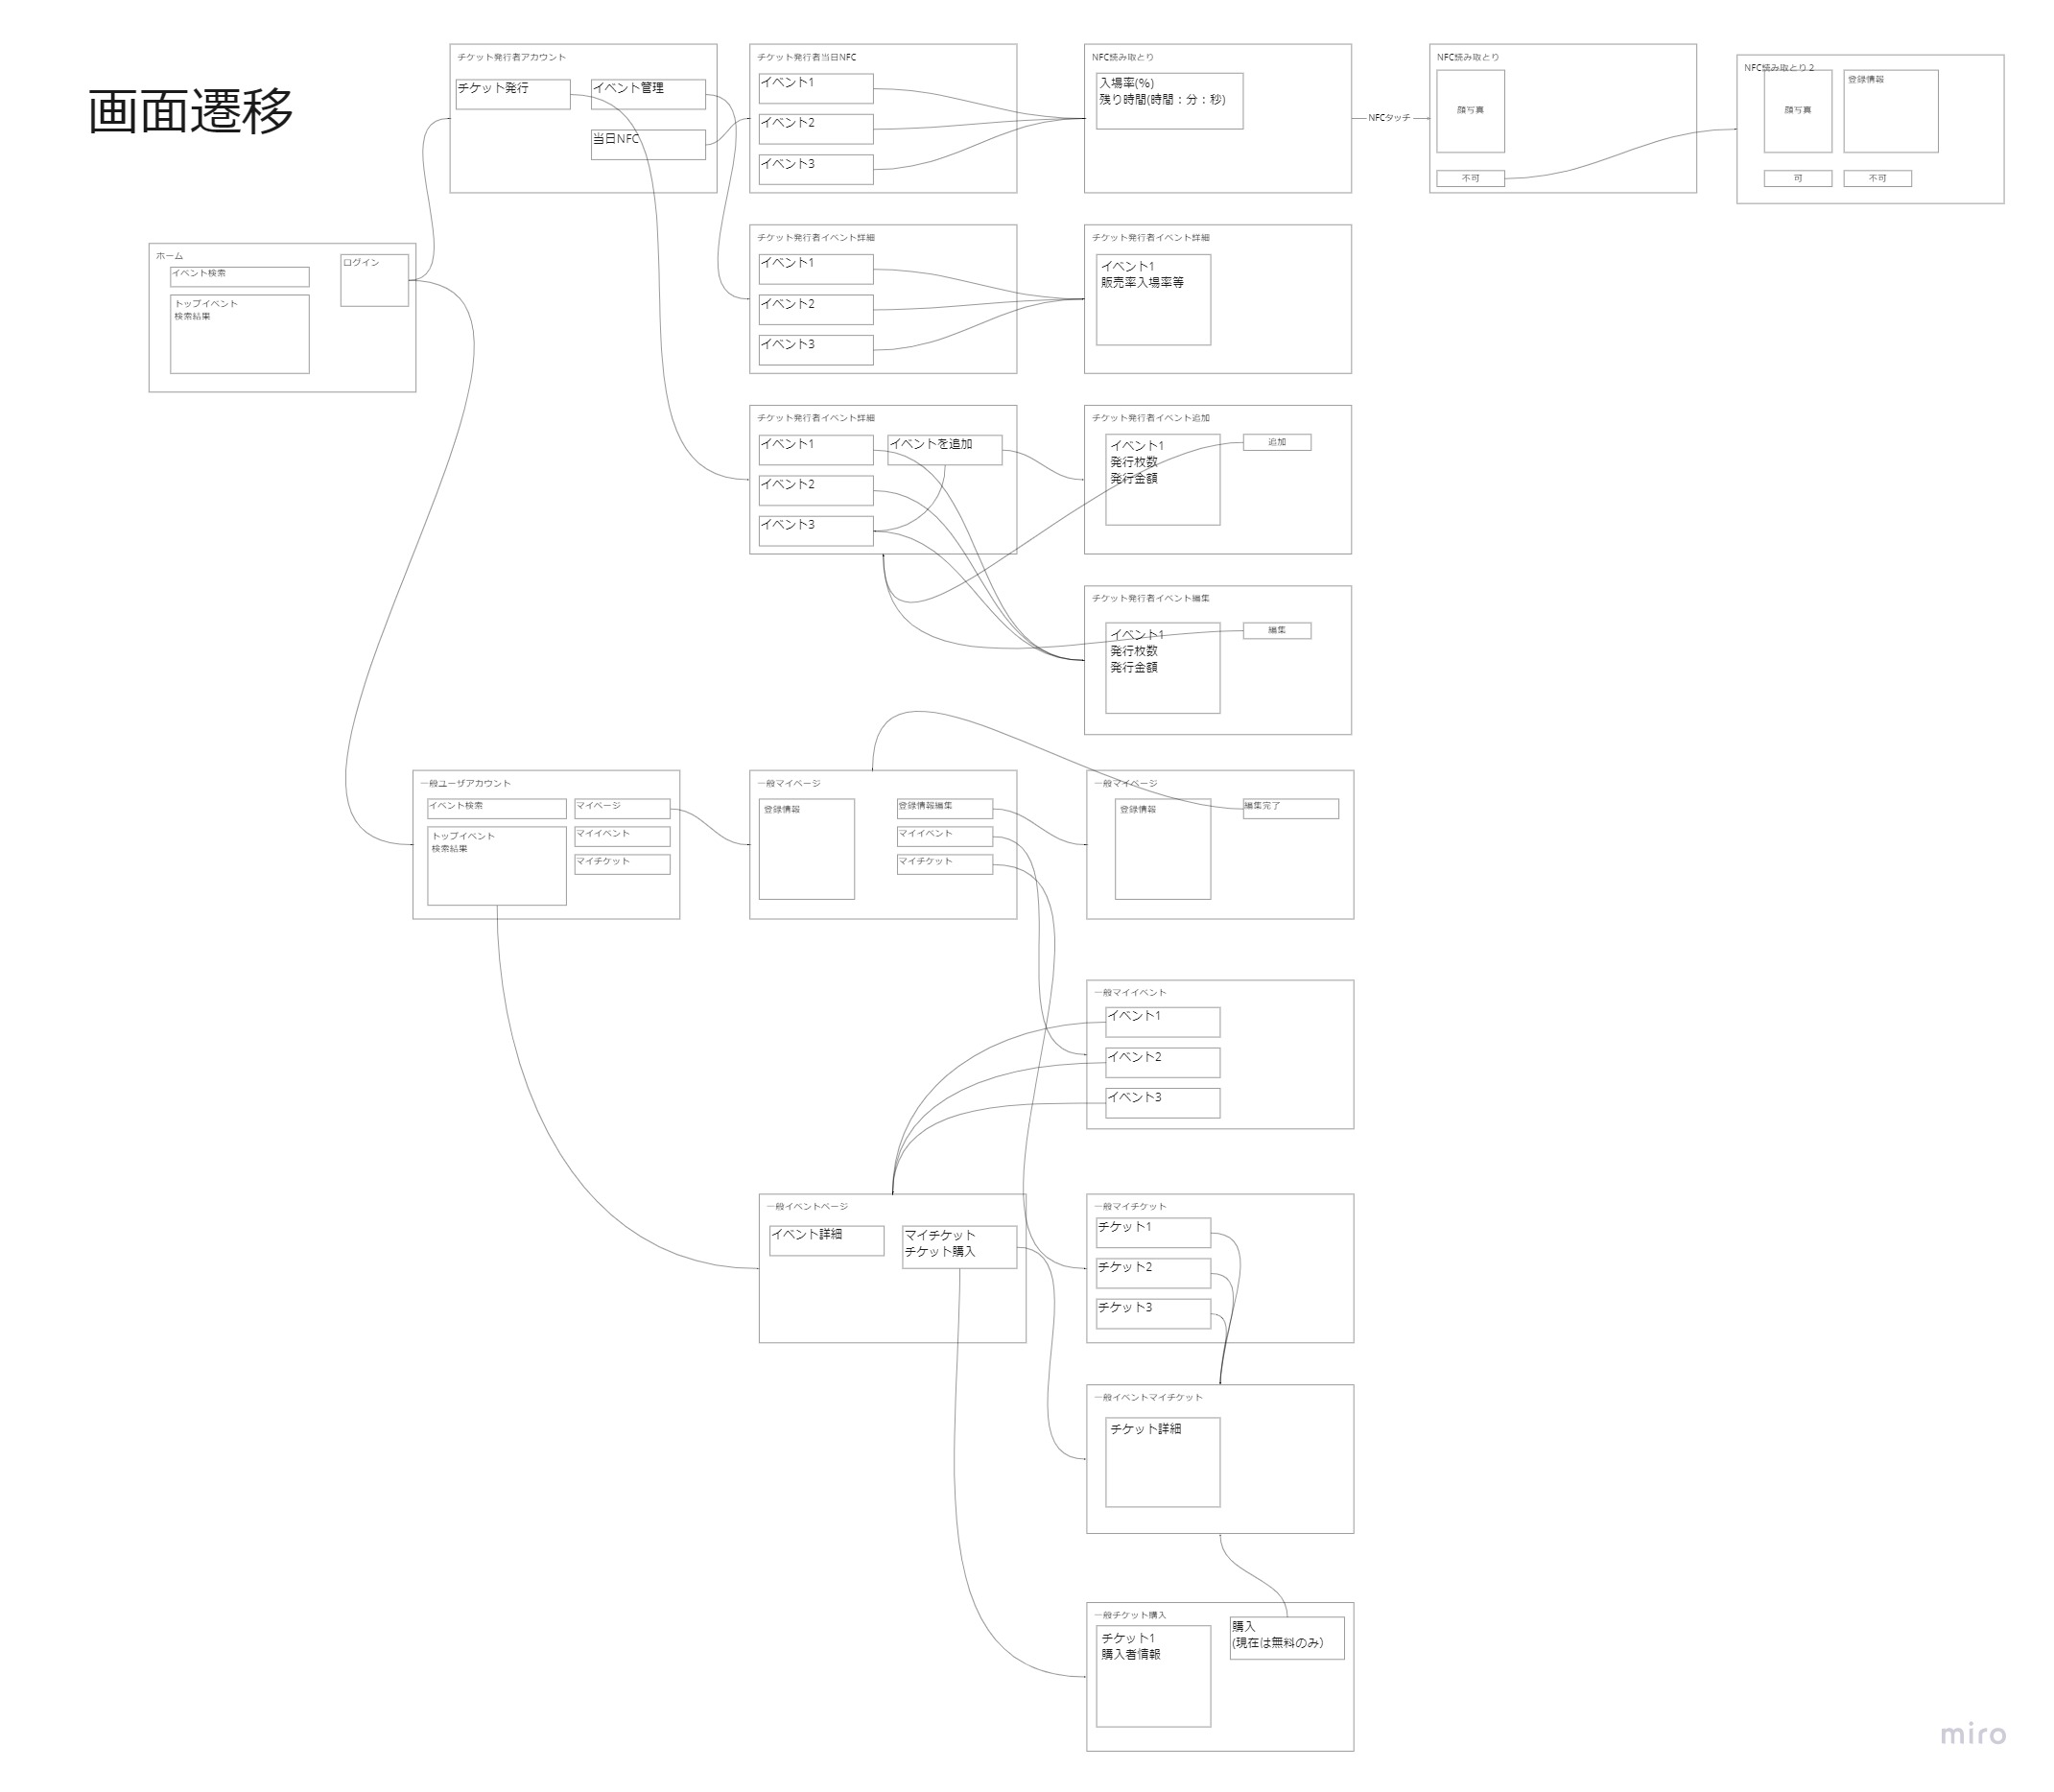 画面遷移
チケット発行者アカウント
チケット発行
イベント管理
当日NFC
チケット発行者当日NFC
イベント1
イベント2
イベント3
NFC読み取とり
入場率(%)
残り時間(時間：分：秒)
NFCタッチ
NFC読み取とり
顔写真
不可
NFC読み取とり２
顔写真
登録情報
可
不可
ホーム
イベント検索
トップイベント
検索結果
ログイン
チケット発行者イベント詳細
イベント1
イベント2
イベント3
チケット発行者イベント詳細
イベント1
販売率入場率等
チケット発行者イベント詳細
イベント1
イベント2
イベント3
イベントを追加
チケット発行者イベント追加
イベント1
発行枚数
発行金額
追加
チケット発行者イベント編集
イベント1
発行枚数
発行金額
編集
一般ユーザアカウント
イベント検索
トップイベント
検索結果
マイページ
マイイベント
マイチケット
一般マイページ
登録情報
登録情報編集
マイイベント
マイチケット
一般マイページ
登録情報
編集完了
一般マイイベント
イベント1
イベント2
イベント3
一般イベントページ
イベント詳細
マイチケット
チケット購入
一般マイチケット
チケット1
チケット2
チケット3
一般イベントマイチケット
チケット詳細
一般チケット購入
チケット1
購入者情報
購入
(現在は無料のみ)
miro